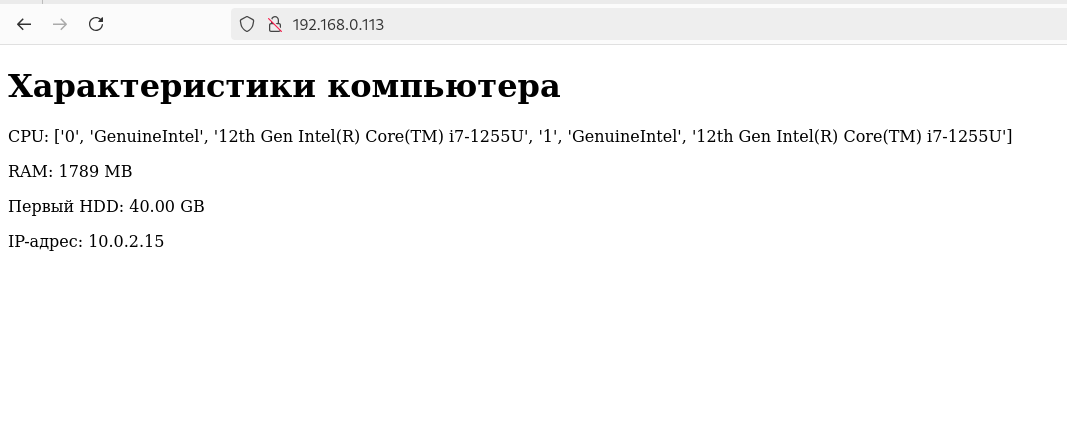 192.168.0.113
Характеристики компьютера
CPU: ['0', 'GenuineIntel', '12th Gen Intel(R) Core(TM) i7-1255U', '1', 'GenuineIntel', '12th Gen Intel(R) Core(TM) i7-1255U']
RAM: 1789 MB
Первый HDD: 40.00 GB
IP-адрес: 10.0.2.15